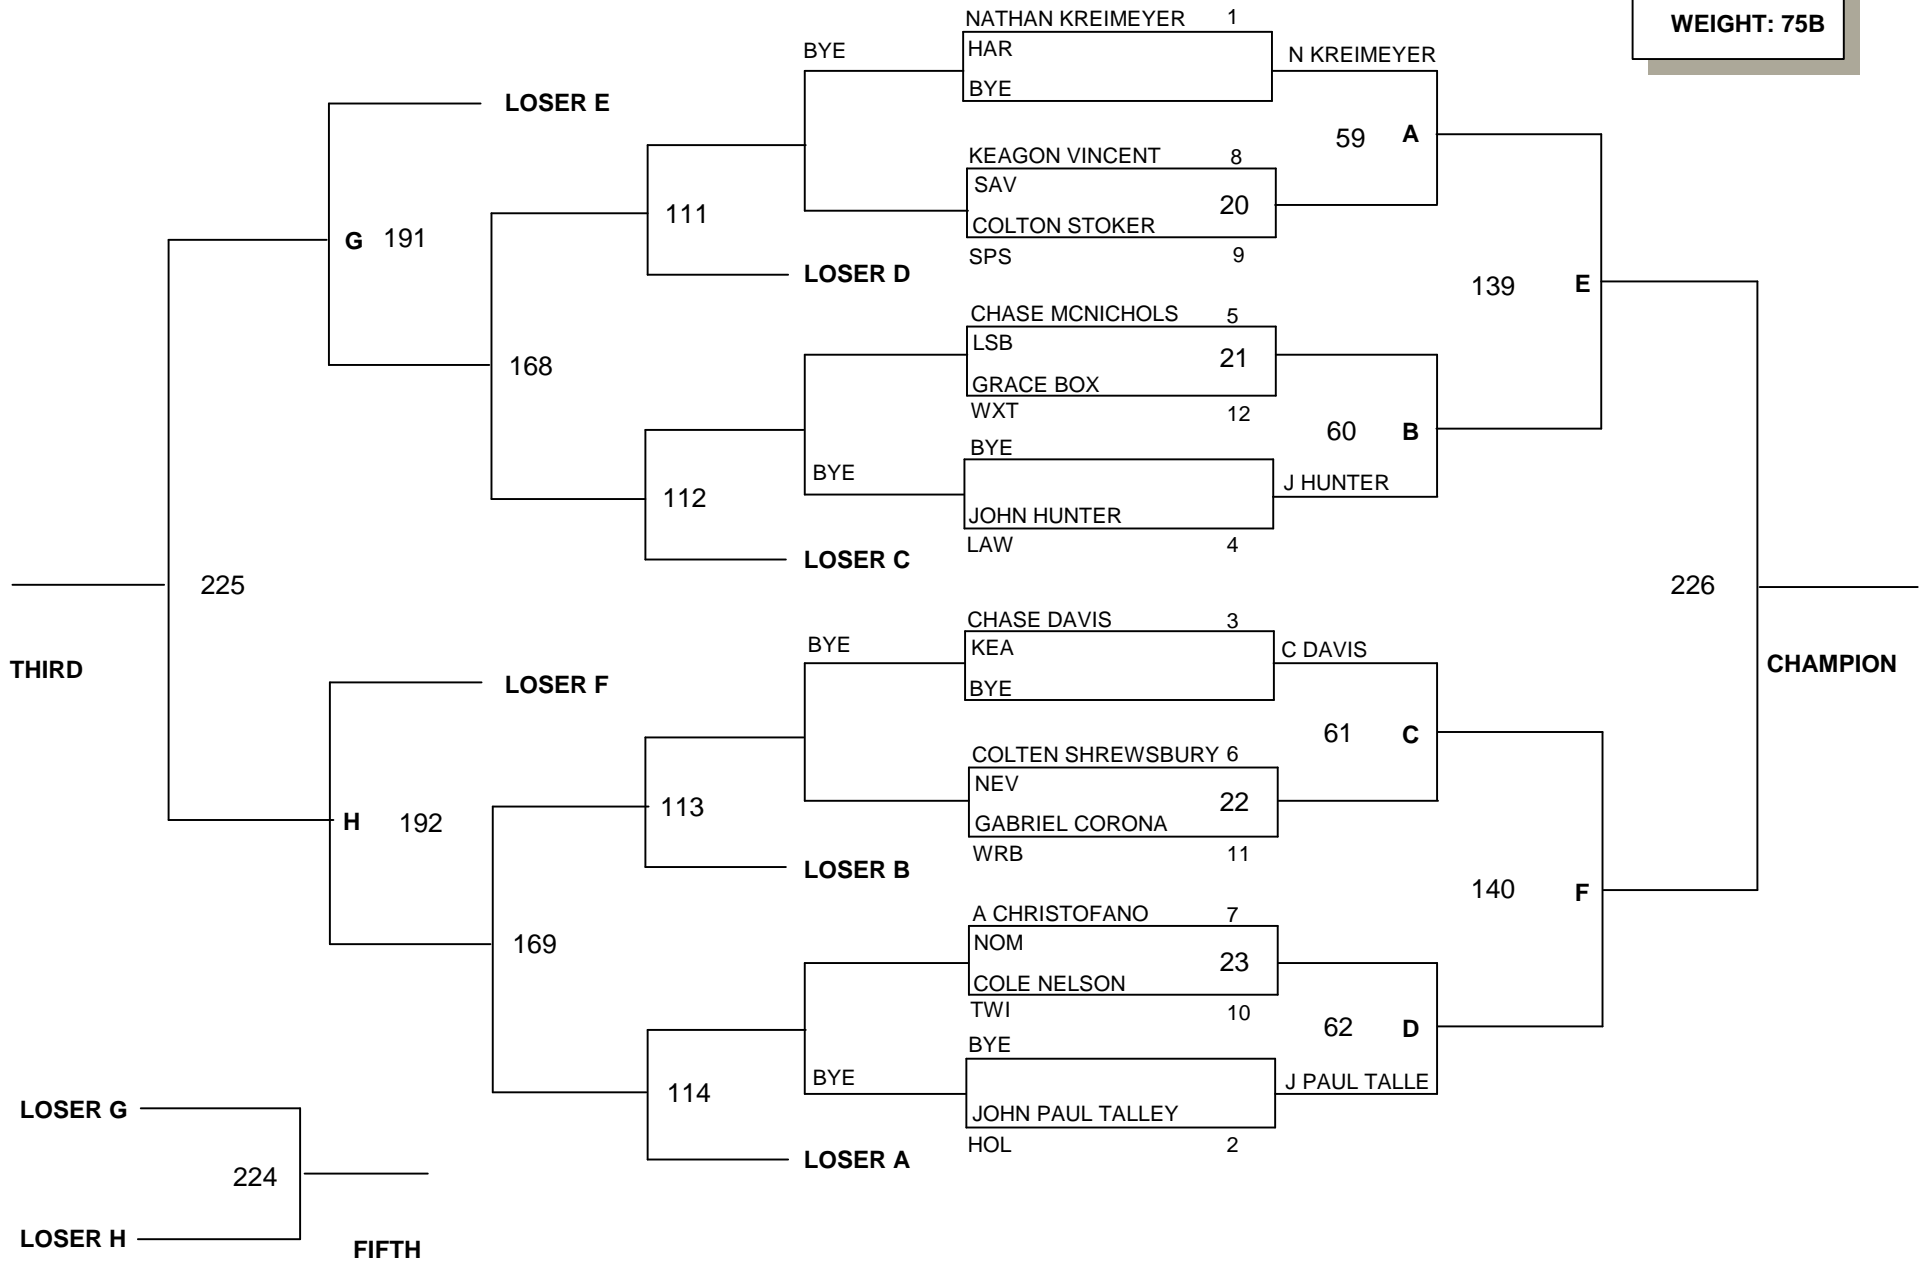 NATHAN KREIMEYER 1
WEIGHT: 75B
BYE
HAR
N KREIMEYER
BYE
LOSER E
59 A
KEAGON VINCENT 8
SAV
20
111
COLTON STOKER
G 191
SPS 9
LOSER D
139 E
CHASE MCNICHOLS 5
LSB
21
168
GRACE BOX
WXT 12
60 B
BYE
BYE
J HUNTER
112
JOHN HUNTER
LAW 4
LOSER C
225
226
CHASE DAVIS 3
BYE
KEA
C DAVIS
THIRD
CHAMPION
LOSER F
BYE
61 C
COLTEN SHREWSBURY 6
NEV
22
113
H 192
GABRIEL CORONA
WRB 11
LOSER B
140 F
A CHRISTOFANO 7
NOM
169
23
COLE NELSON
TWI 10
62 D
BYE
BYE
J PAUL TALLE
114
LOSER G
JOHN PAUL TALLEY
HOL 2
LOSER A
224
LOSER H
FIFTH